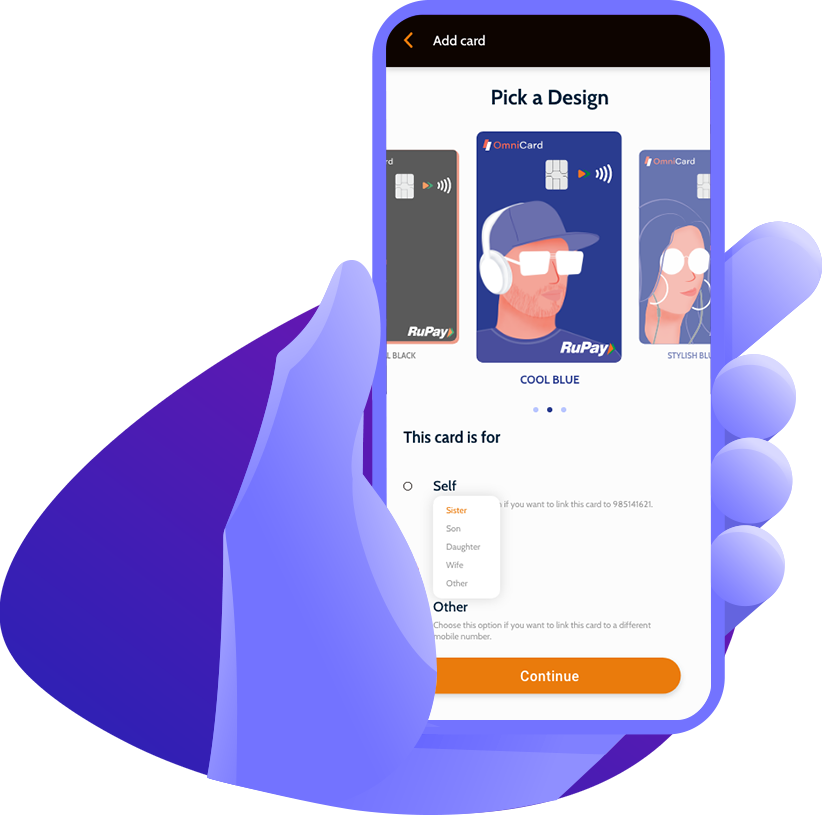 Add card
Pick a Design
rd
OmniCard
OmniCard
RuPay
RuPay
L BLACK
COOL BLUE
STYLISH BLU
This card is for
Self
n if you want to link this card to 985141621.
Sister
Son
Daughter
Wife
Other
Other
Choose this option if you want to link this card to a different
mobile number.
Continue